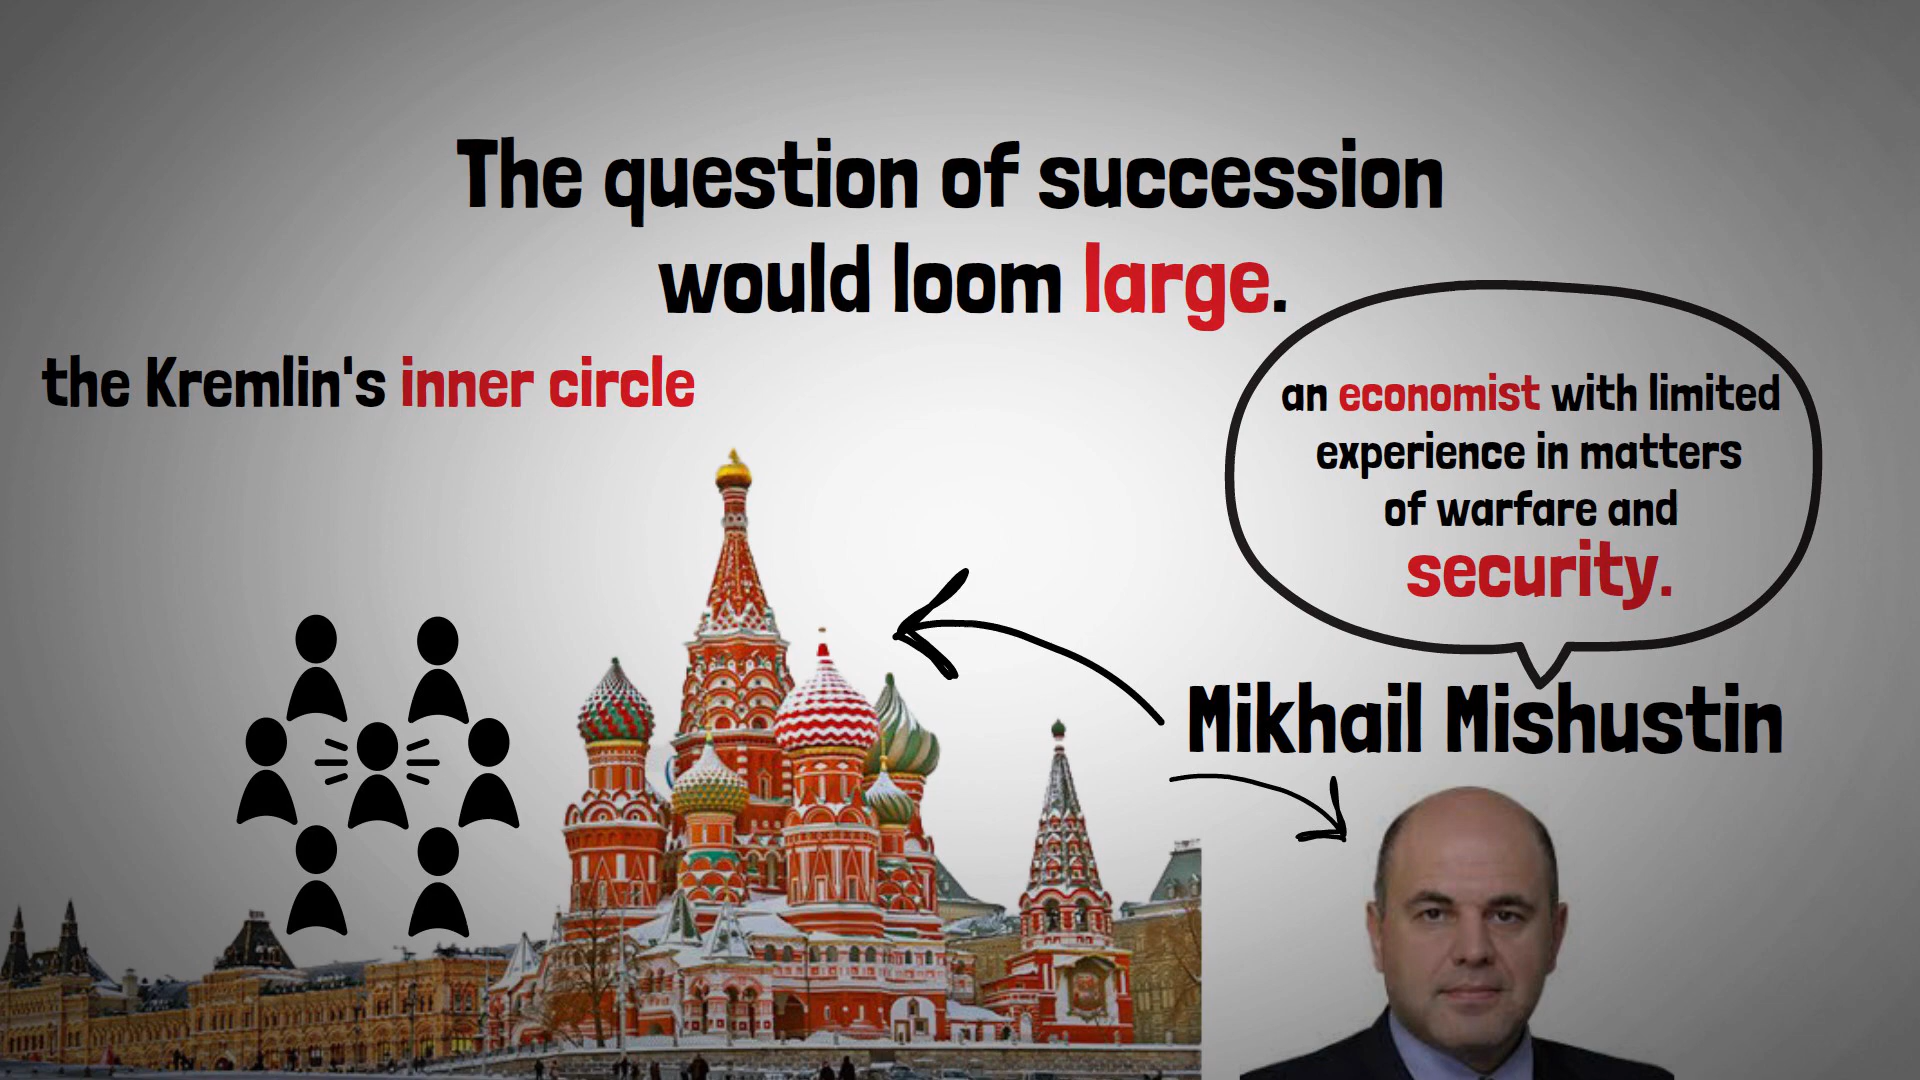 The question of succession
would loom large.
the Kremlin's inner circle
an economist with limited
experience in matters
of warfare and
security.
Mikhail Mishustin